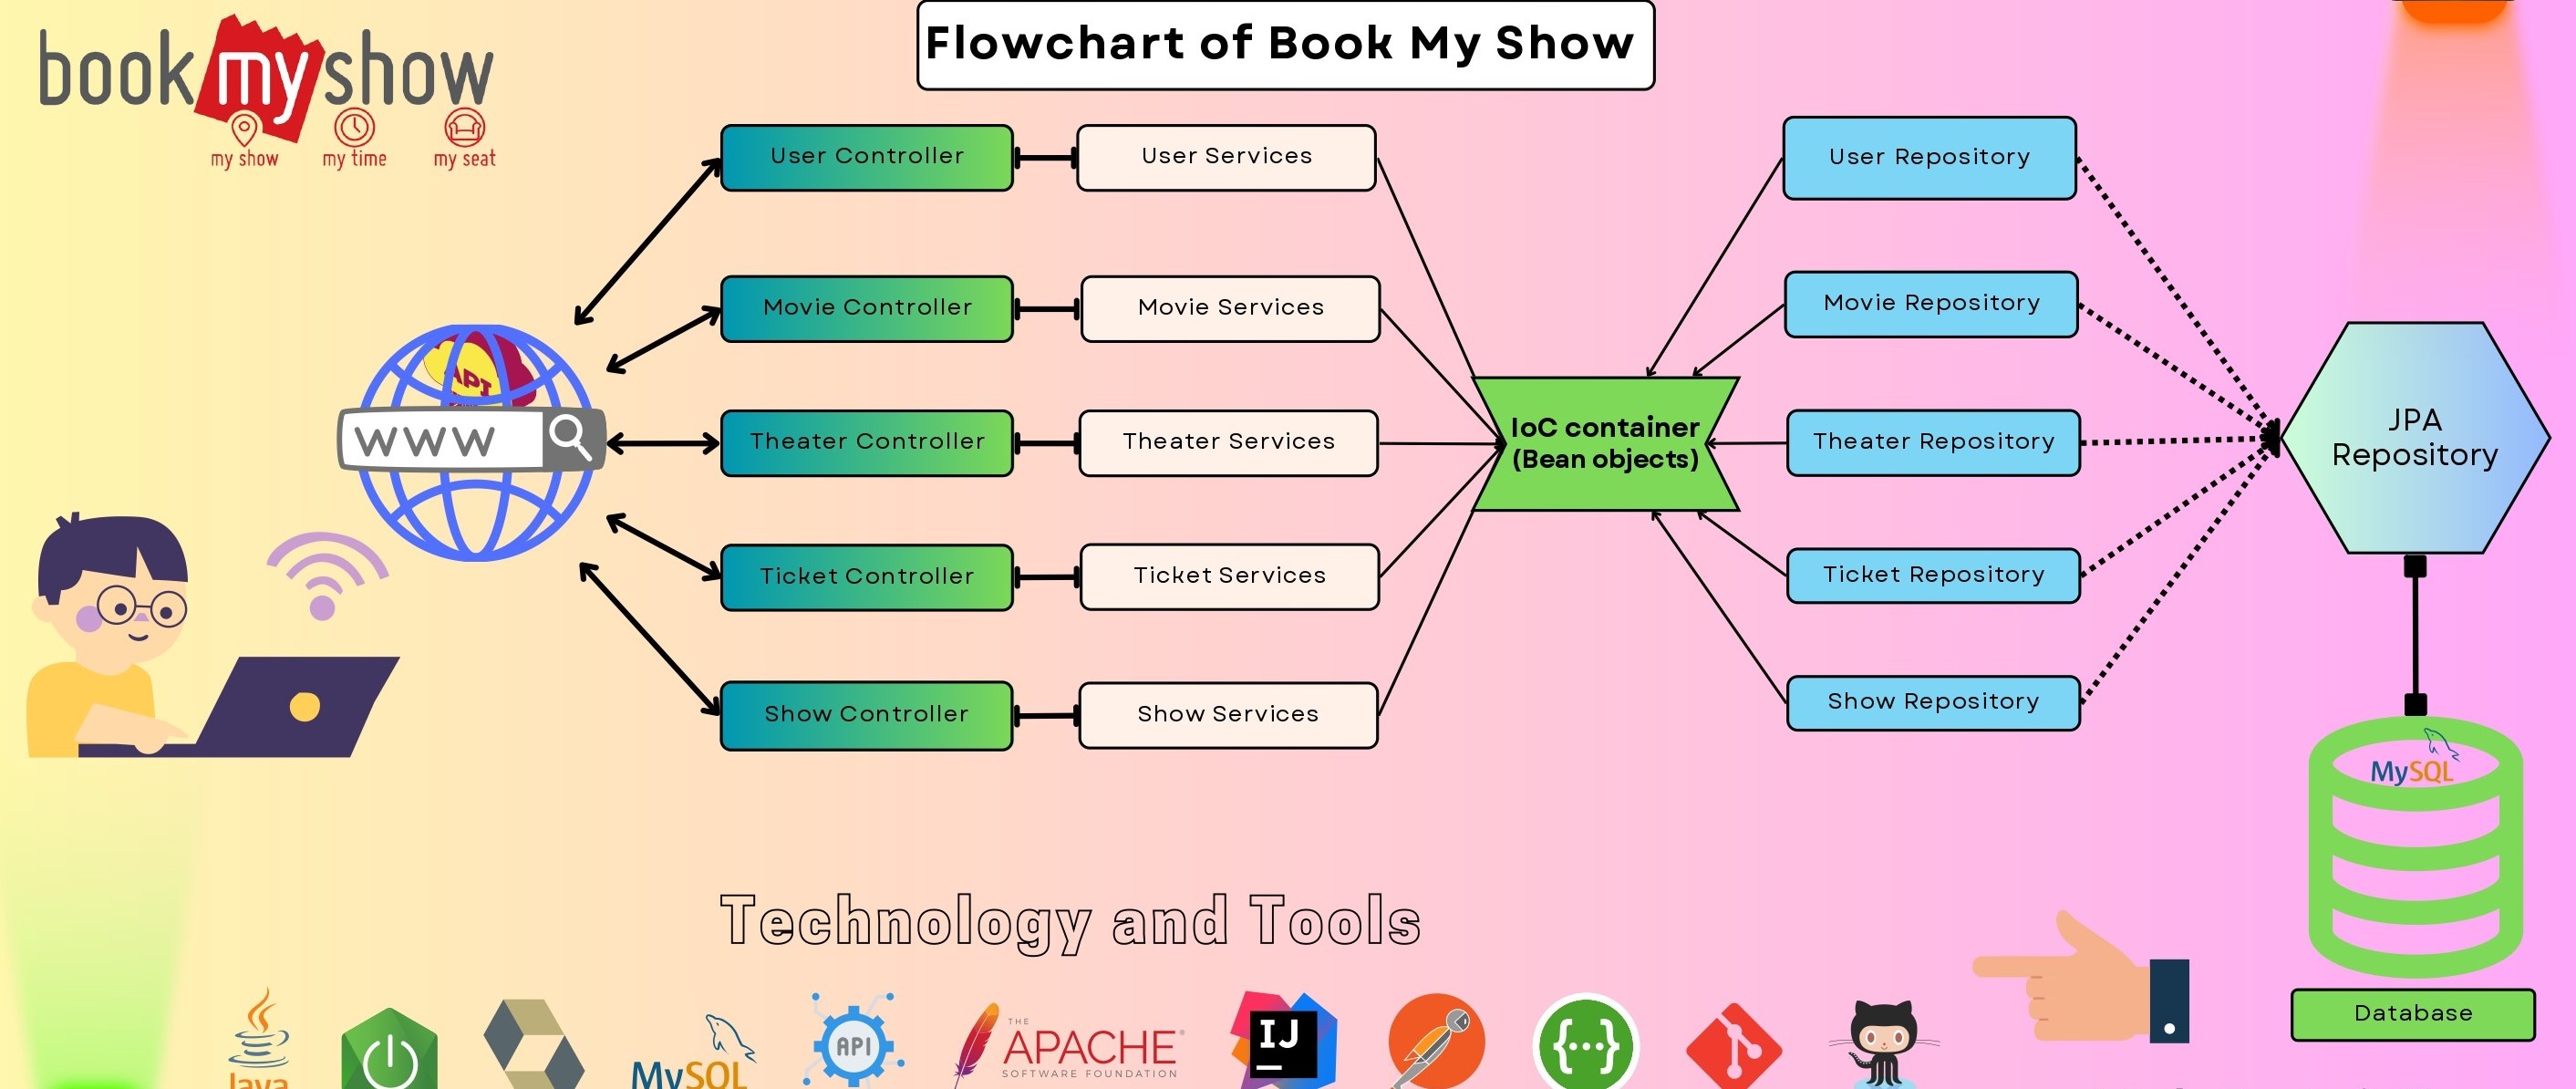 Flowchart of Book My Show
bookmyshow
my show my time my seat
User Controller
User Services
User Repository
Movie Controller
Movie Services
Movie Repository
API
WWW
Theater Controller
Theater Services
IoC container
(Bean objects)
Theater Repository
JPA
Repository
Ticket Controller
Ticket Services
Ticket Repository
Show Controller
Show Services
Show Repository
MySQL
Technology and Tools
Database
Java
MySQL
API
THE
APACHE®
SOFTWARE FOUNDATION
IJ
{...}